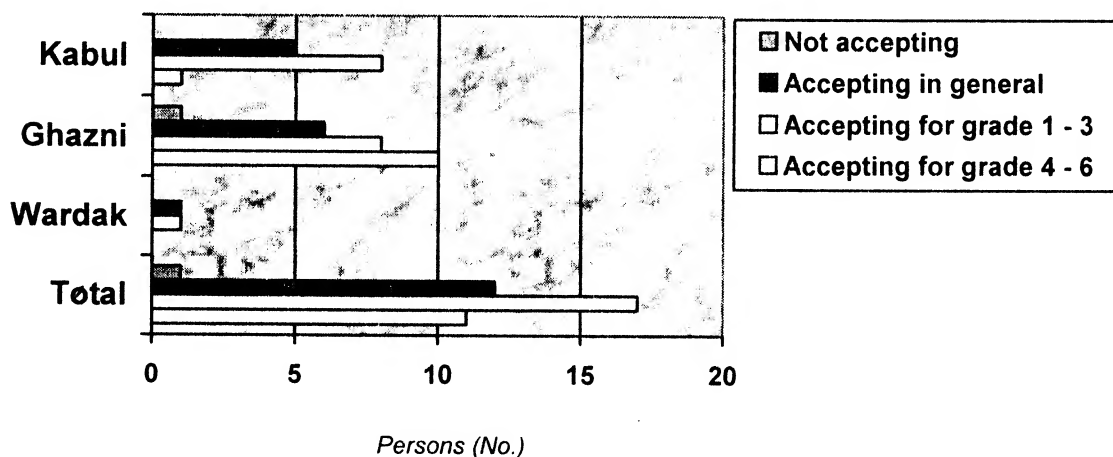 Kabul
Ghazni
Wardak
Tøtal
0 5 10 15 20
Persons (No.)
Not accepting
Accepting in general
Accepting for grade 1 - 3
Accepting for grade 4 - 6